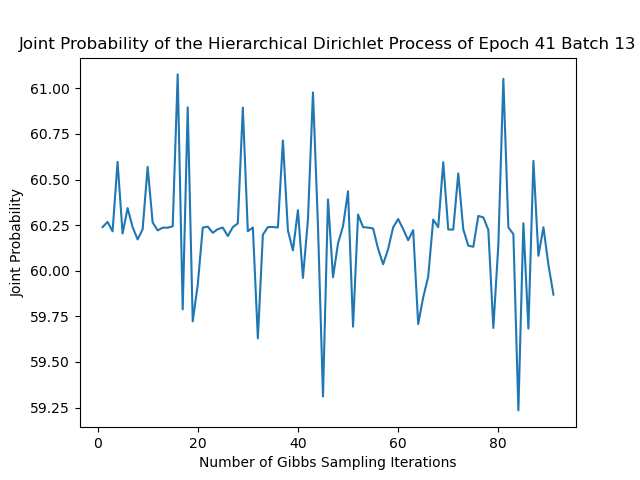 Joint Probability of the Hierarchical Dirichlet Process of Epoch 41 Batch 13
61.00
60.75
60.50
60.25
60.00
59.75
59.50
59.25
Joint Probability
0 20 40 60 80
Number of Gibbs Sampling Iterations